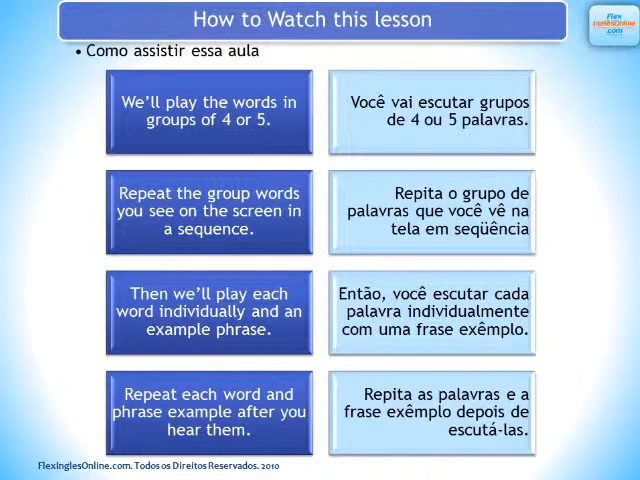 How to Watch this lesson
Flex
InglesOnline
.com
• Como assistir essa aula
We'll play the words in
groups of 4 or 5.
Você vai escutar grupos
de 4 ou 5 palavras.
Repeat the group words
you see on the screen in
a sequence.
Repita o grupo de
palavras que você vê na
tela em seqüência
Then we'll play each
word individually and an
example phrase.
Então, você escutar cada
palavra individualmente
com uma frase exêmplo.
Repeat each word and
phrase example after you
hear them.
Repita as palavras e a
frase exêmplo depois de
escutá-las.
FlexInglesOnline.com. Todos os Direitos Reservados. 2010